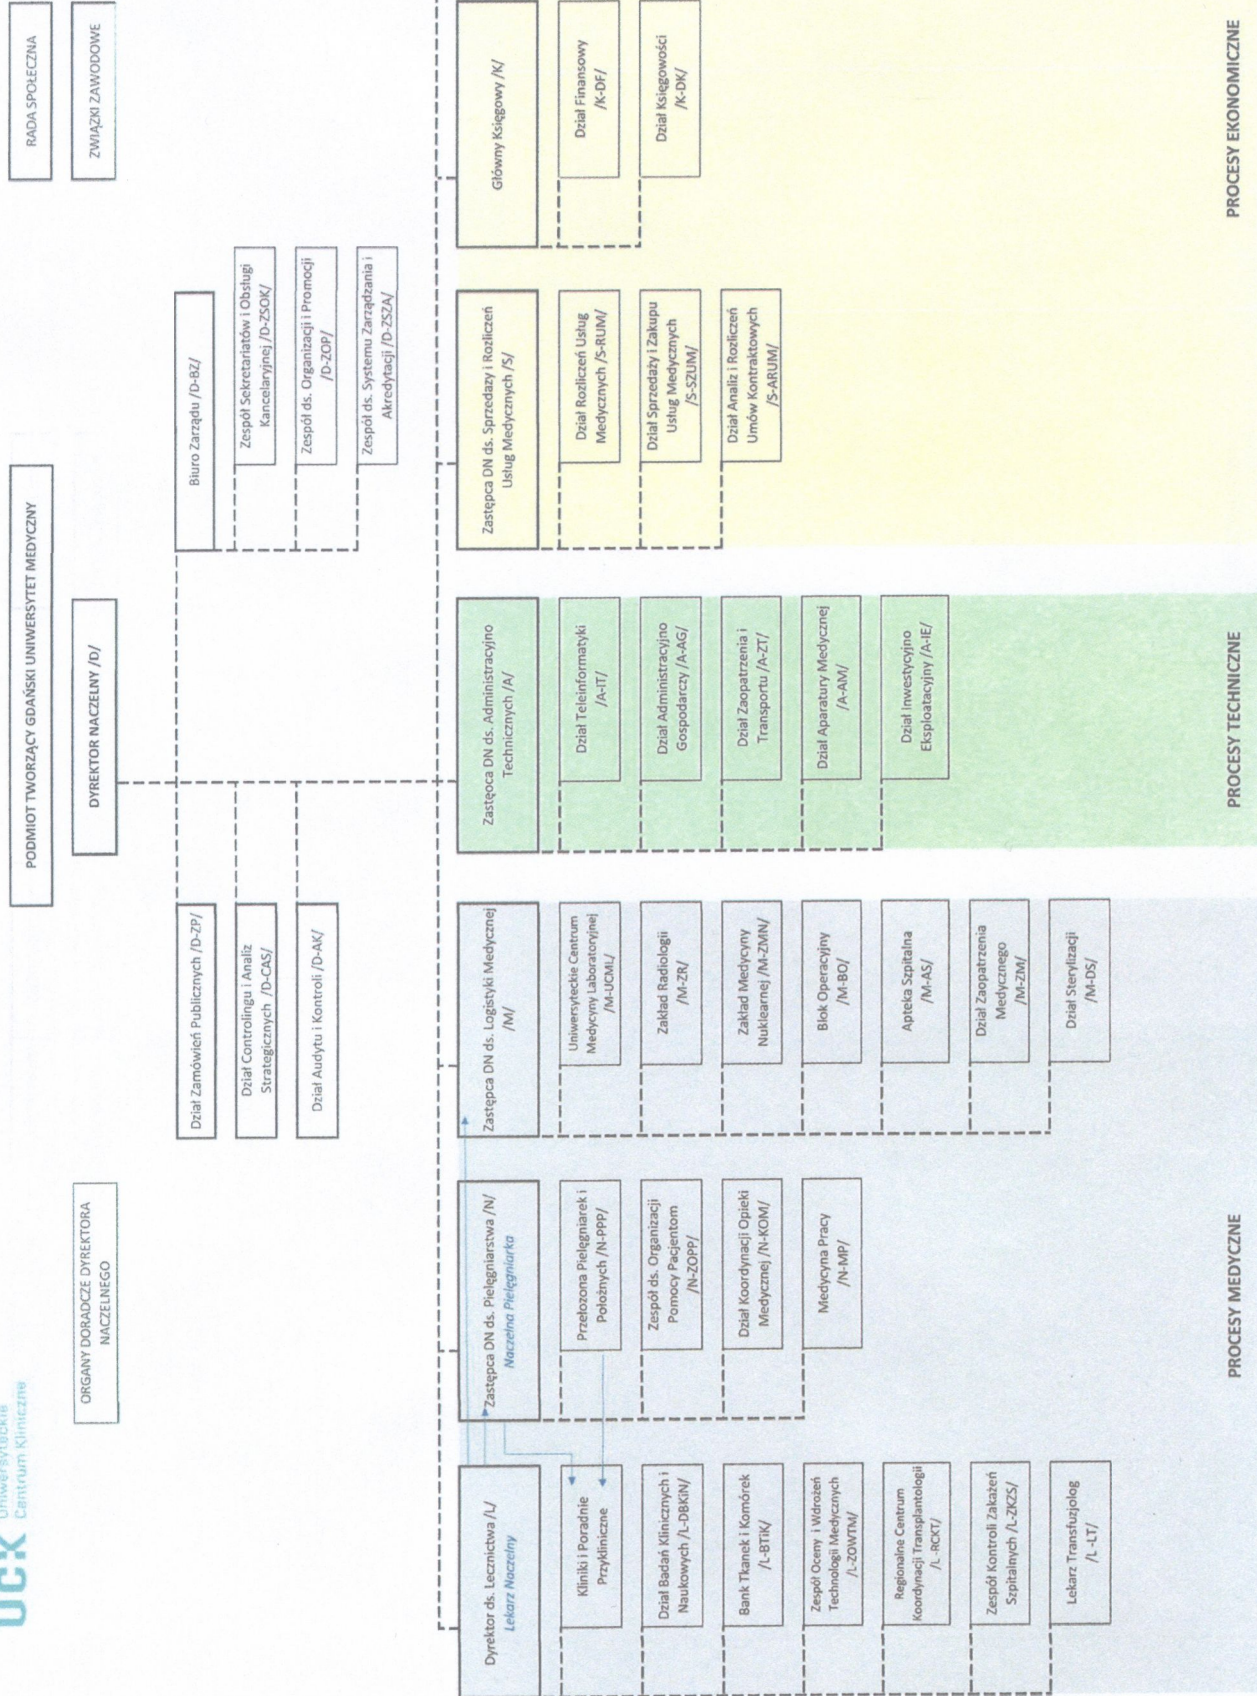 UCK Uniwersyteckie
Centrum Kliniczne
PODMIOT TWORZĄCY GDAŃSKI UNIWERSYTET MEDYCZNY
RADA SPOŁECZNA
ORGANY DORADCZE DYREKTORA
NACZELNEGO
DYREKTOR NACZELNY /D/
ZWIĄZKI ZAWODOWE
Dział Zamówień Publicznych /D-ZP/
Dział Controlingu i Analiz
Strategicznych /D-CAS/
Dział Audytu i Kontroli /D-AK/
Biuro Zarządu /D-BZ/
Zespół Sekretariatów i Obsługi
Kancelaryjnej /D-ZSOK/
Zespół ds. Organizacji i Promocji
/D-ZOP/
Zespół ds. Systemu Zarządzania i
Akredytacji /D-ZSZA/
Dyrektor ds. Lecznictwa /L/
Lekarz Naczelny
Kliniki i Poradnie
Przykliniczne
Dział Badań Klinicznych i
Naukowych /L-DBKiN/
Bank Tkanek i Komórek
/L-BTiK/
Zespół Oceny i Wdrożeń
Technologii Medycznych
/L-ZOWTM/
Regionalne Centrum
Koordynacji Transplantologii
/L -RCKT/
Zespół Kontroli Zakażeń
Szpitalnych /L-ZKZS/
Lekarz Transfuzjolog
/L -LT/
Zastępca DN ds. Pielęgniarstwa /N/
Naczelna Pielęgniarka
Przełozona Pielęgniarek i
Położnych /N-PPP/
Zespół ds. Organizacji
Pomocy Pacjentom
/N-ZOPP/
Dział Koordynacji Opieki
Medycznej /N-KOM/
Medycyna Pracy
/N-MP/
Zastępca DN ds. Logistyki Medycznej
/M/
Uniwersyteckie Centrum
Medycyny Laboratoryjnej
/M-UCML/
Zakład Radiologii
/M-ZR/
Zakład Medycyny
Nuklearnej /M-ZMN/
Blok Operacyjny
/M-BO/
Apteka Szpitalna
/M-AS/
Dział Zaopatrzenia
Medycznego
/M-ZM/
Dział Sterylizacji
/M-DS/
Zastęoca DN ds. Administracyjno
Technicznych /A/
Dział Teleinformatyki
/A-IT/
Dział Administracyjno
Gospodarczy /A-AG/
Dział Zaopatrzenia i
Transportu /A-ZT/
Dział Aparatury Medycznej
/A-AM/
Dział Inwestycyjno
Eksploatacyjny /A-IE/
Zastępca DN ds. Sprzedazy i Rozliczeń
Usług Medycznych /S/
Dział Rozliczeń Usług
Medycznych /S-RUM/
Dział Sprzedaży i Zakupu
Usług Medycznych
/S-SZUM/
Dział Analiz i Rozliczeń
Umów Kontraktowych
/S-ARUM/
Główny Księgowy /K/
Dział Finansowy
/K-DF/
Dział Księgowości
/K-DK/
PROCESY MEDYCZNE
PROCESY TECHNICZNE
PROCESY EKONOMICZNE